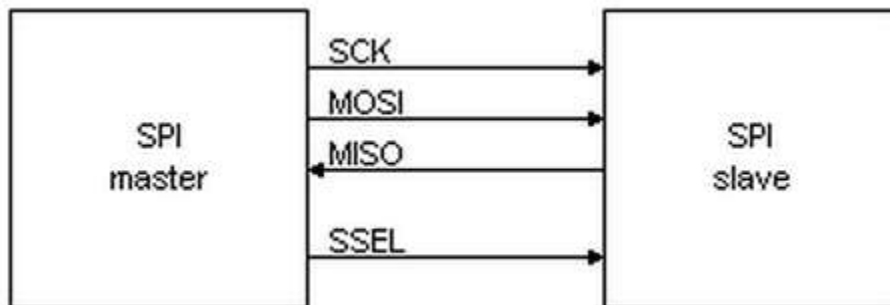 SPI
master
SCK
MOSI
MISO
SSEL
SPI
slave